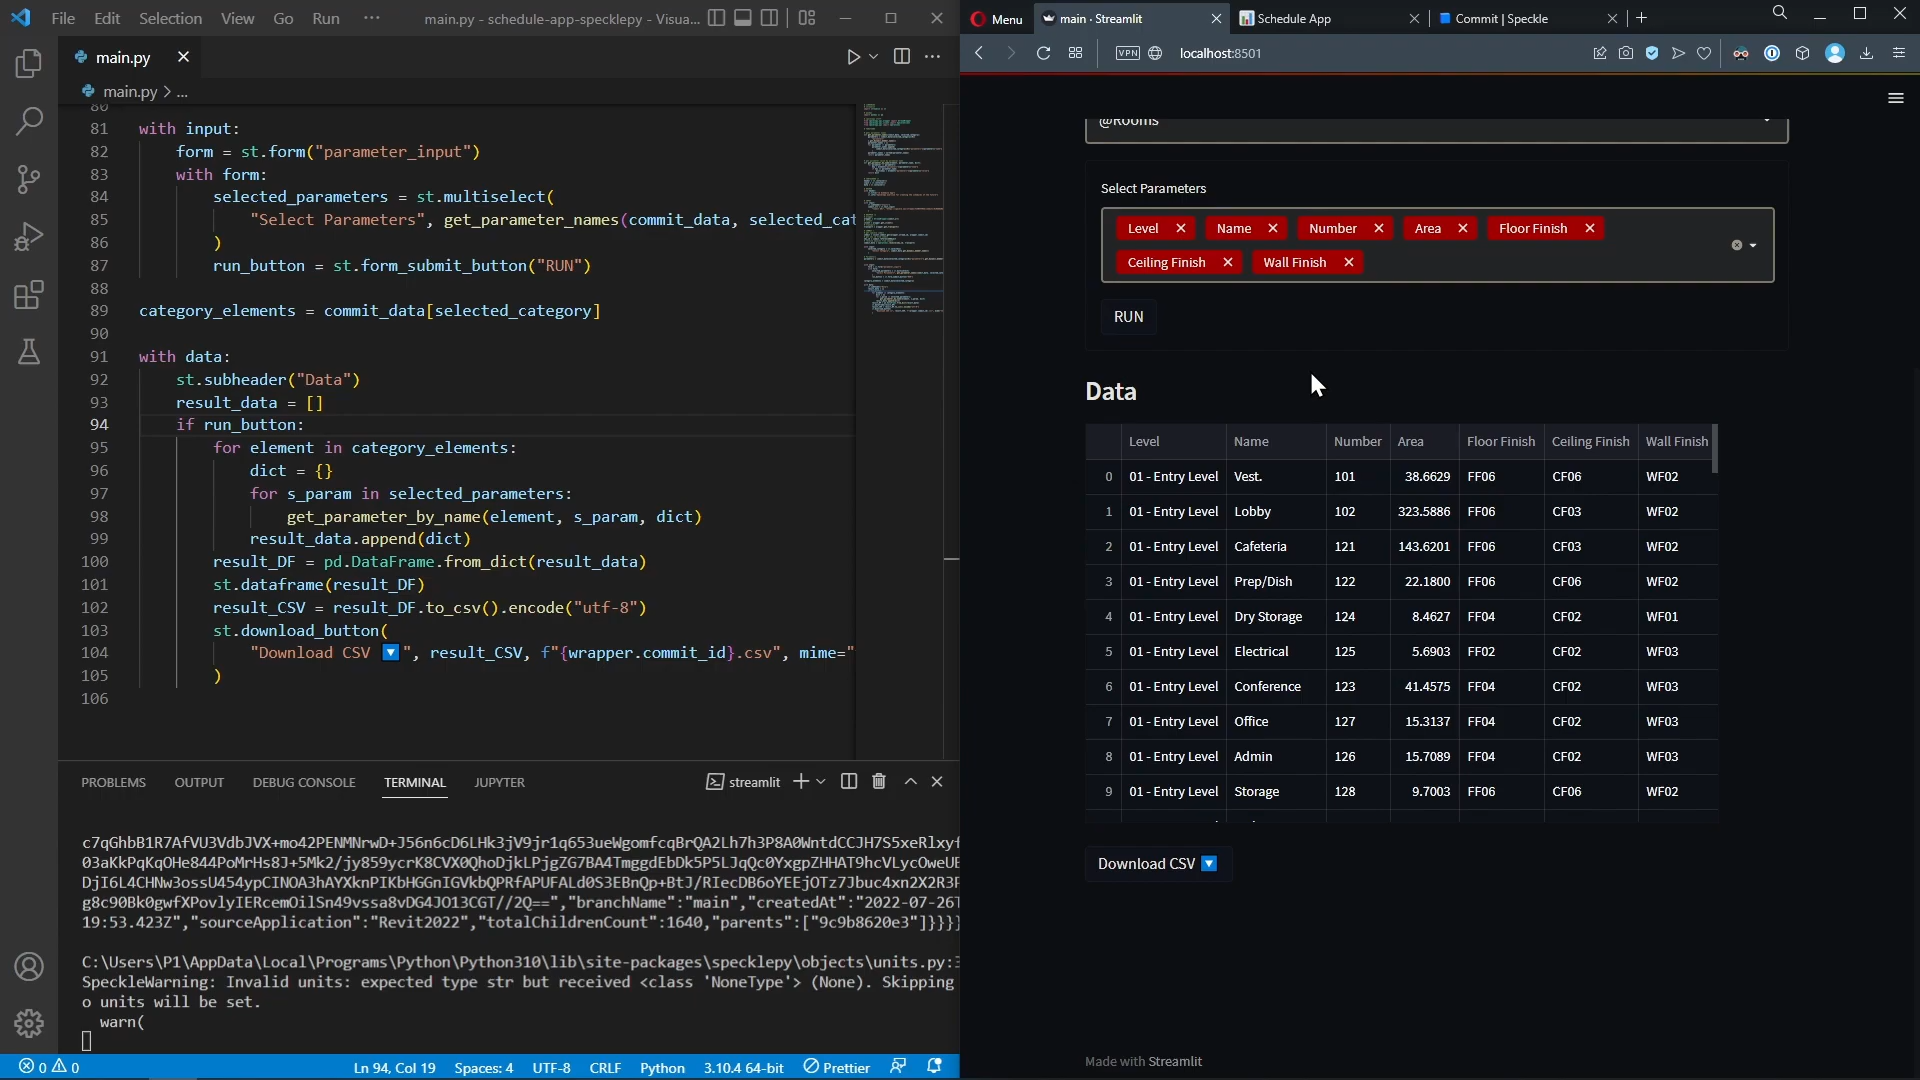 File Edit Selection View Go Run ··· main.py - schedule-app-specklepy - Visua...
main.py
main.py > ...
80
81 with input:
82 form = st.form("parameter_input")
83 with form:
84 selected_parameters = st.multiselect(
85 "Select Parameters", get_parameter_names(commit_data, selected_cat
86 )
87 run_button = st.form_submit_button("RUN")
88
89 category_elements = commit_data[selected_category]
90
91 with data:
92 st.subheader("Data")
93 result_data = []
94 if run_button:
95 for element in category_elements:
96 dict = {}
97 for s_param in selected_parameters:
98 get_parameter_by_name(element, s_param, dict)
99 result_data.append(dict)
100 result_DF = pd.DataFrame.from_dict(result_data)
101 st.dataframe(result_DF)
102 result_CSV = result_DF.to_csv().encode("utf-8")
103 st.download_button(
104 "Download CSV 🔽", result_CSV, f"{wrapper.commit_id}.csv", mime="
105 )
106
PROBLEMS OUTPUT DEBUG CONSOLE TERMINAL JUPYTER streamlit
19:53.423Z","sourceApplication":"Revit2022","totalChildrenCount":1640,"parents":["9c9b8620e3"]}}}}
C:\Users\P1\AppData\Local\Programs\Python\Python310\lib\site-packages\specklepy\objects\units.py:3
SpeckleWarning: Invalid units: expected type str but received <class 'NoneType'> (None). Skipping
o units will be set.
warn(
0 0 Ln 94, Col 19 Spaces: 4 UTF-8 CRLF Python 3.10.4 64-bit Prettier
Menu main · Streamlit Schedule App Commit | Speckle
VPN localhost:8501
@Rooms
Select Parameters
Level Name Number Area Floor Finish
Ceiling Finish Wall Finish
RUN
Data
Level Name Number Area Floor Finish Ceiling Finish Wall Finish
0 01 - Entry Level Vest. 101 38.6629 FF06 CF06 WF02
1 01 - Entry Level Lobby 102 323.5886 FF06 CF03 WF02
2 01 - Entry Level Cafeteria 121 143.6201 FF06 CF03 WF02
3 01 - Entry Level Prep/Dish 122 22.1800 FF06 CF06 WF02
4 01 - Entry Level Dry Storage 124 8.4627 FF04 CF02 WF01
5 01 - Entry Level Electrical 125 5.6903 FF02 CF02 WF03
6 01 - Entry Level Conference 123 41.4575 FF04 CF02 WF03
7 01 - Entry Level Office 127 15.3137 FF04 CF02 WF03
8 01 - Entry Level Admin 126 15.7089 FF04 CF02 WF03
9 01 - Entry Level Storage 128 9.7003 FF06 CF06 WF02
Download CSV 🔽
Made with Streamlit